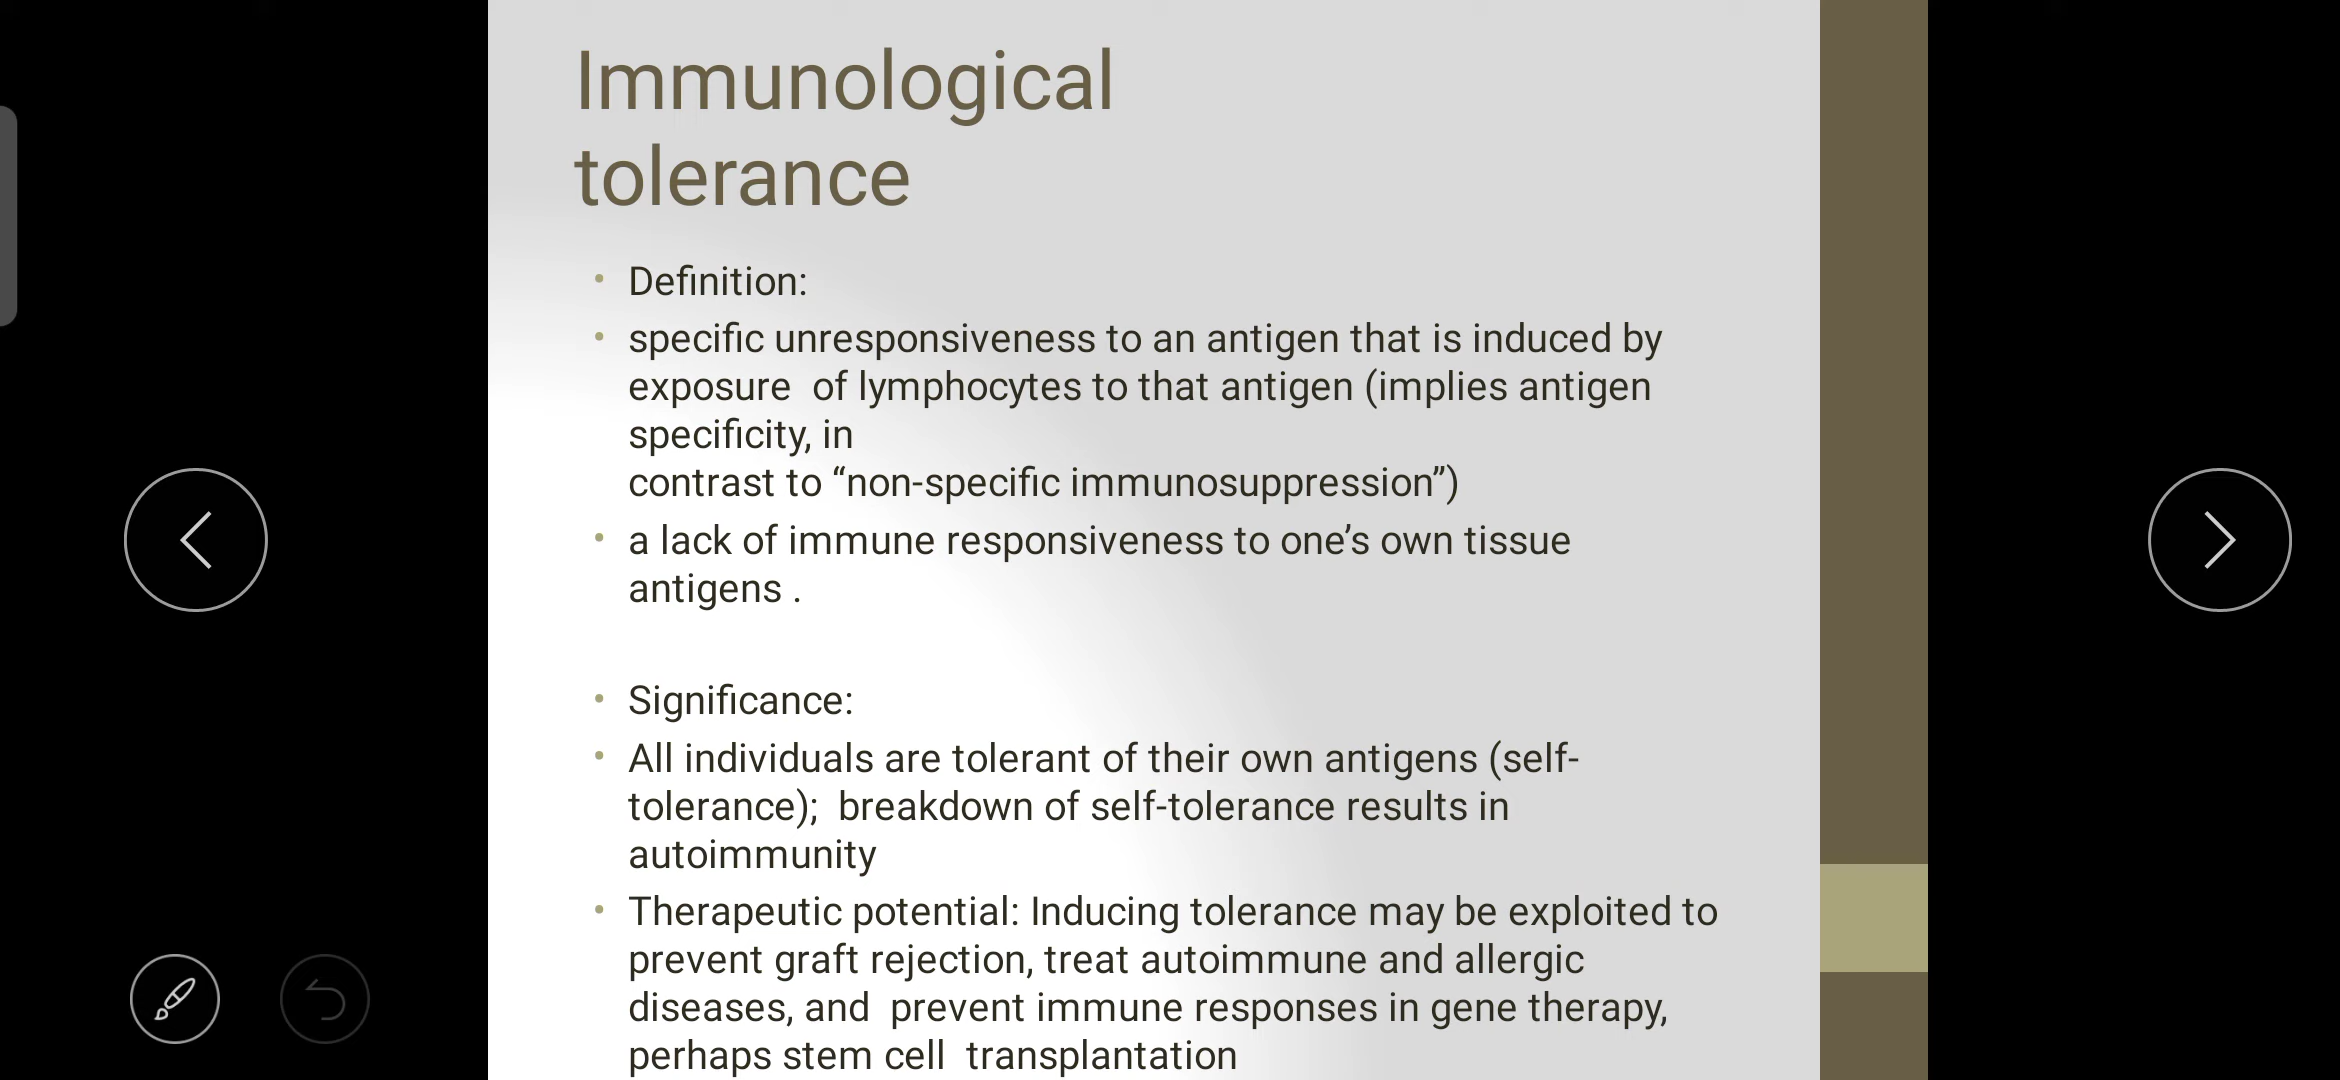 Immunological
tolerance
• Definition:
• specific unresponsiveness to an antigen that is induced by
exposure  of lymphocytes to that antigen (implies antigen
specificity, in
contrast to “non-specific immunosuppression”)
• a lack of immune responsiveness to one’s own tissue
antigens .
• Significance:
• All individuals are tolerant of their own antigens (self-
tolerance);  breakdown of self-tolerance results in
autoimmunity
• Therapeutic potential: Inducing tolerance may be exploited to
prevent graft rejection, treat autoimmune and allergic
diseases, and  prevent immune responses in gene therapy,
perhaps stem cell  transplantation